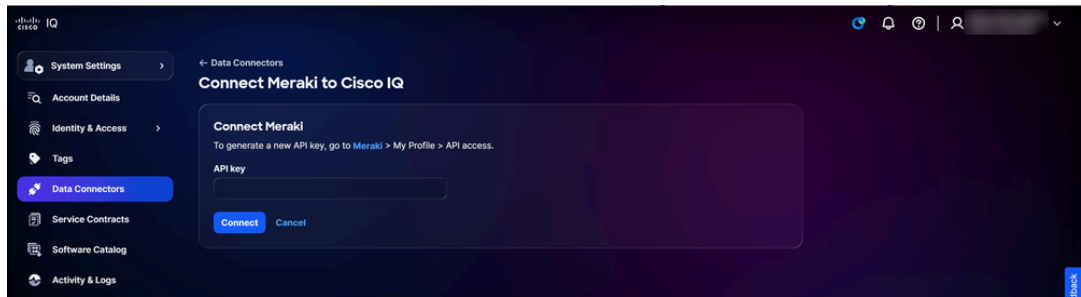 cisco IQ
System Settings
Account Details
Identity & Access
Tags
Data Connectors
Service Contracts
Software Catalog
Activity & Logs
← Data Connectors
Connect Meraki to Cisco IQ
Connect Meraki
To generate a new API key, go to Meraki > My Profile > API access.
API key
Connect Cancel